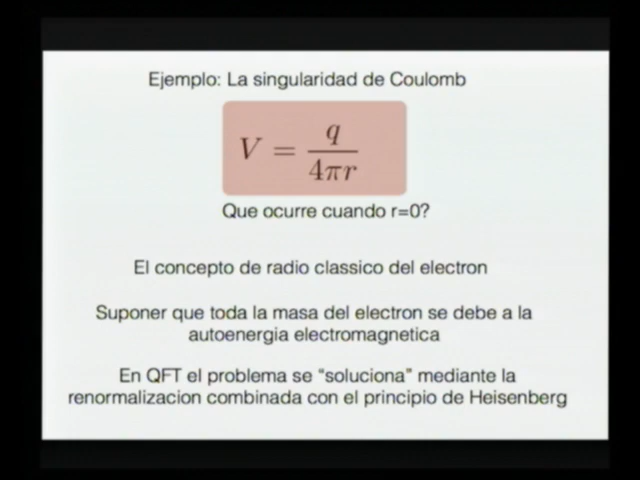 Ejemplo: La singularidad de Coulomb
V = q / 4πr
Que ocurre cuando r=0?
El concepto de radio classico del electron
Suponer que toda la masa del electron se debe a la
autoenergia electromagnetica
En QFT el problema se “soluciona” mediante la
renormalizacion combinada con el principio de Heisenberg